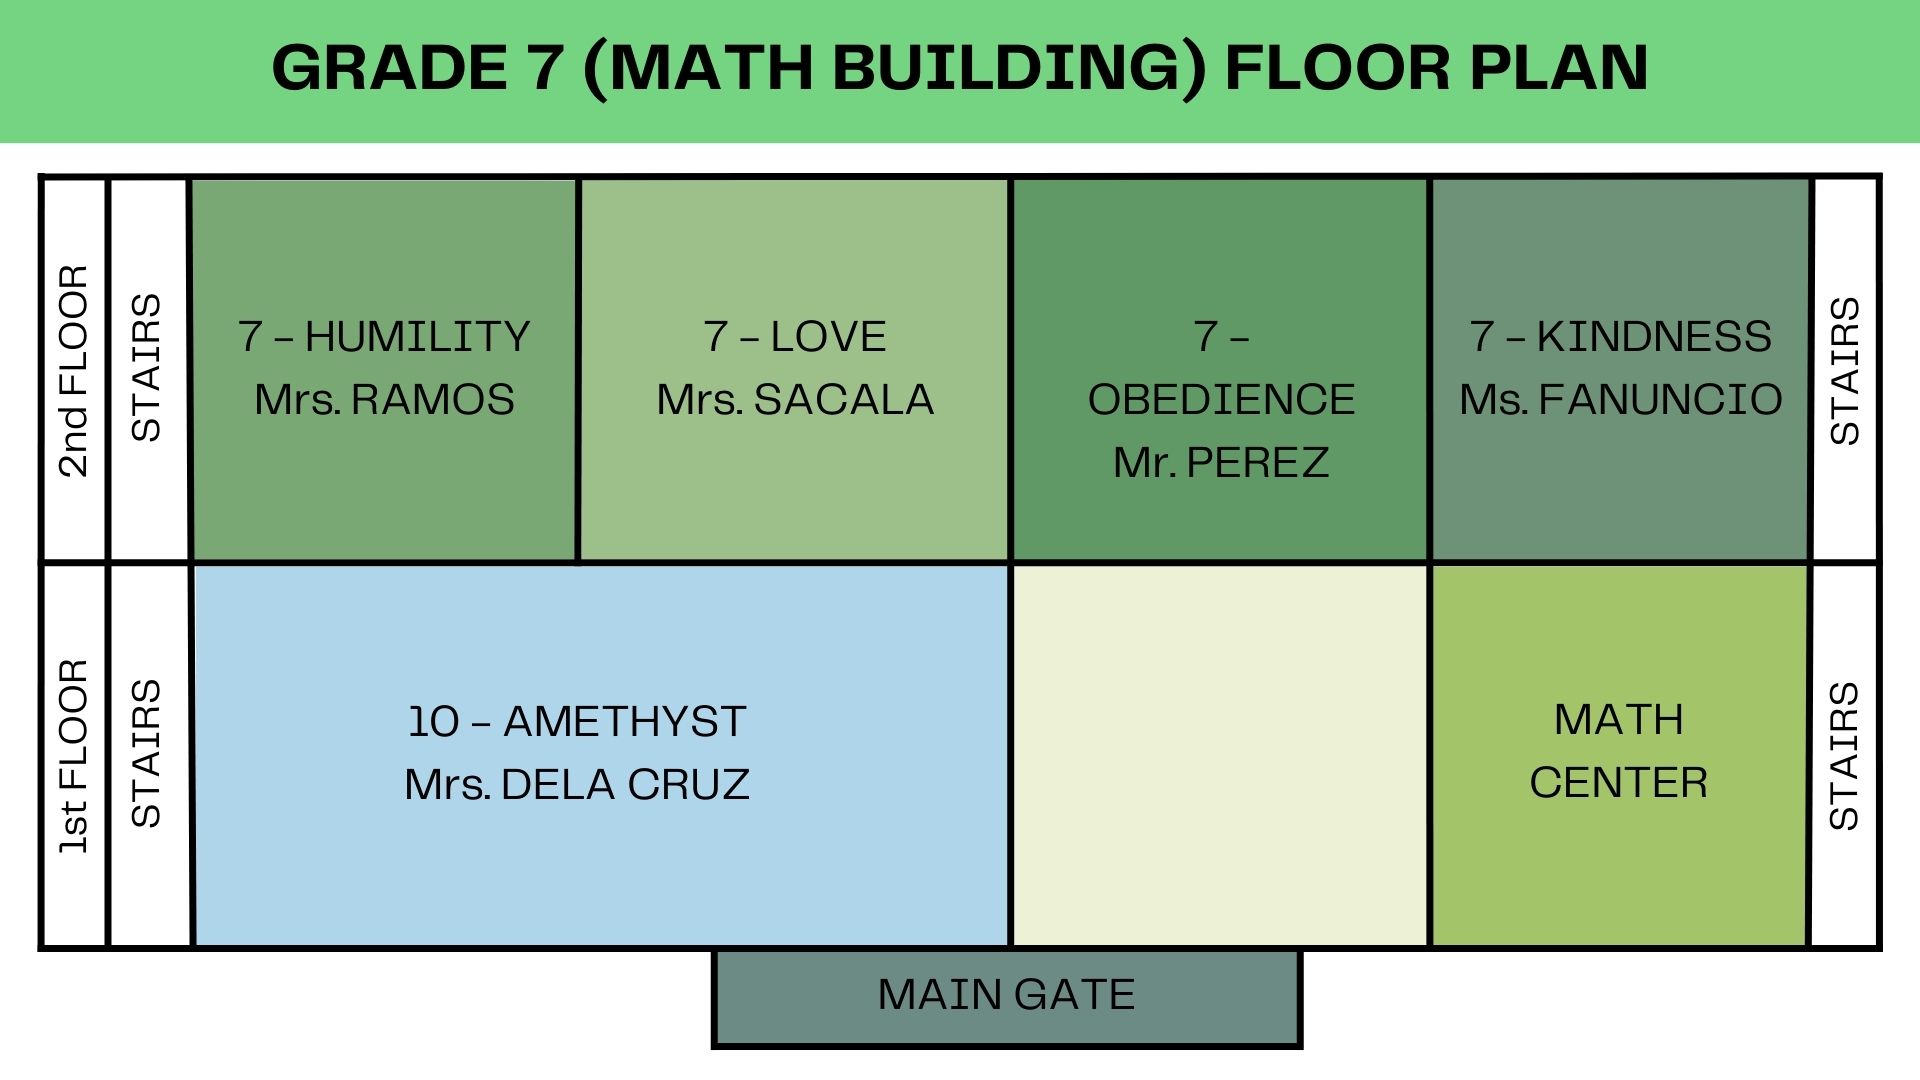 GRADE 7 (MATH BUILDING) FLOOR PLAN
2nd FLOOR
STAIRS
7 – HUMILITY
Mrs. RAMOS
7 – LOVE
Mrs. SACALA
7 –
OBEDIENCE
Mr. PEREZ
7 – KINDNESS
Ms. FANUNCIO
STAIRS
1st FLOOR
STAIRS
10 – AMETHYST
Mrs. DELA CRUZ
MATH
CENTER
STAIRS
MAIN GATE